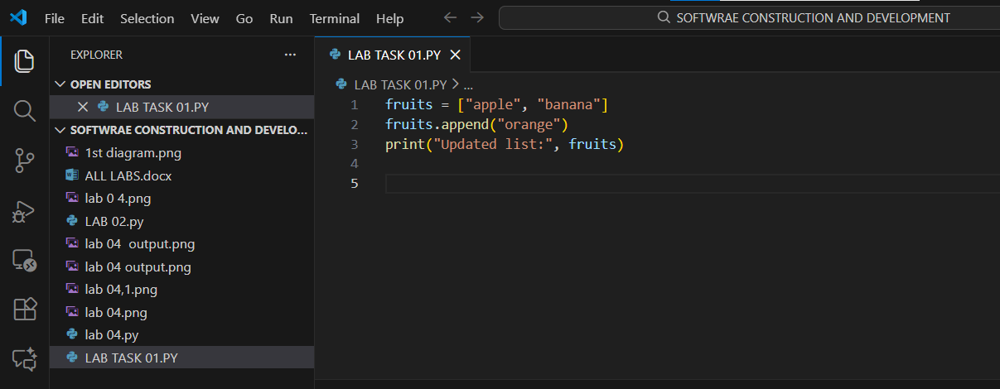 File Edit Selection View Go Run Terminal Help
SOFTWRAE CONSTRUCTION AND DEVELOPMENT
EXPLORER
OPEN EDITORS
LAB TASK 01.PY
SOFTWRAE CONSTRUCTION AND DEVELO...
1st diagram.png
ALL LABS.docx
lab 0 4.png
LAB 02.py
lab 04  output.png
lab 04 output.png
lab 04,1.png
lab 04.png
lab 04.py
LAB TASK 01.PY
LAB TASK 01.PY
LAB TASK 01.PY > ...
1 fruits = ["apple", "banana"]
2 fruits.append("orange")
3 print("Updated list:", fruits)
4
5